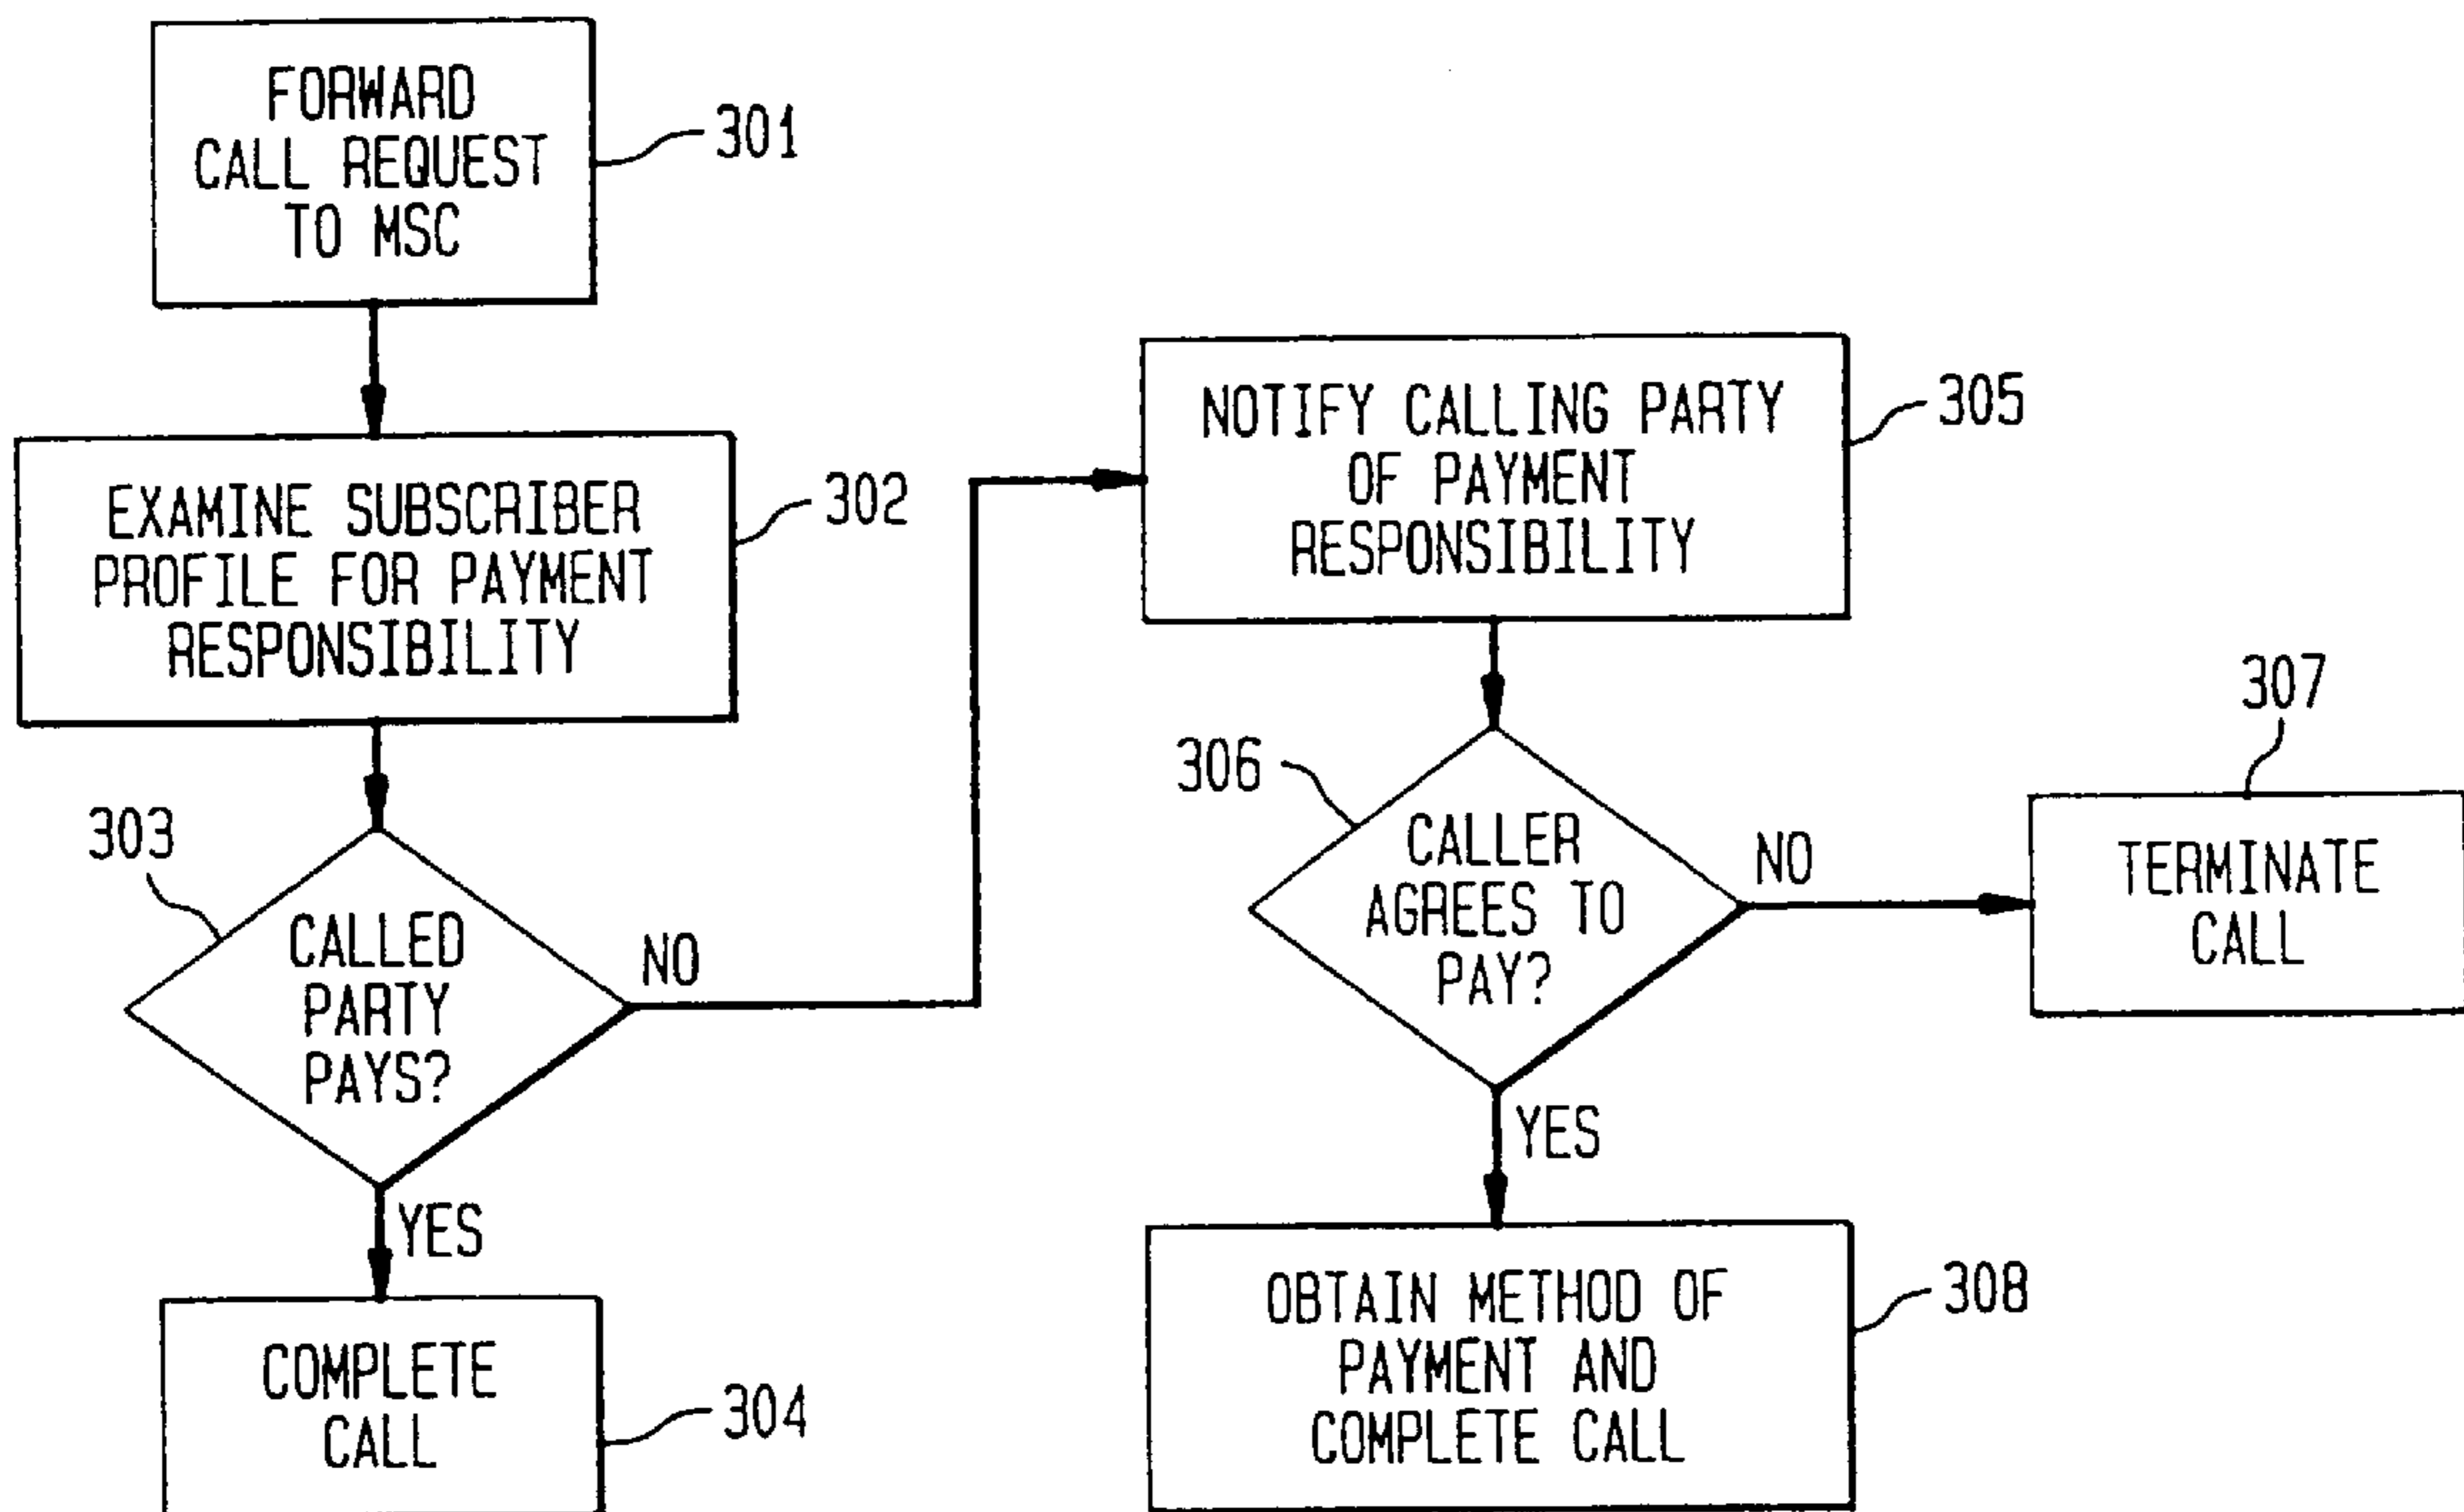 FORWARD
CALL REQUEST
TO MSC
301
EXAMINE SUBSCRIBER
PROFILE FOR PAYMENT
RESPONSIBILITY
302
303
CALLED
PARTY
PAYS?
NO
YES
COMPLETE
CALL
304
NOTIFY CALLING PARTY
OF PAYMENT
RESPONSIBILITY
305
306
CALLER
AGREES TO
PAY?
NO
307
TERMINATE
CALL
YES
OBTAIN METHOD OF
PAYMENT AND
COMPLETE CALL
308